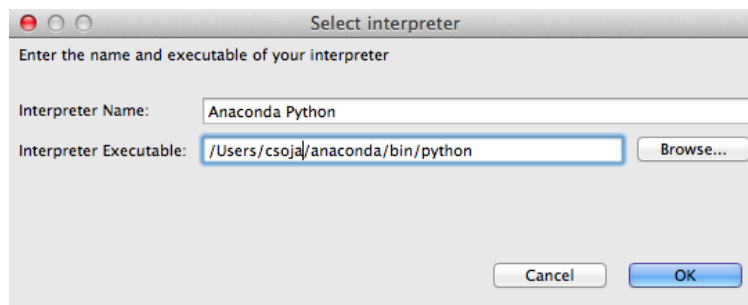 Select interpreter
Enter the name and executable of your interpreter
Interpreter Name: Anaconda Python
Interpreter Executable: /Users/csoja/anaconda/bin/python Browse...
Cancel OK